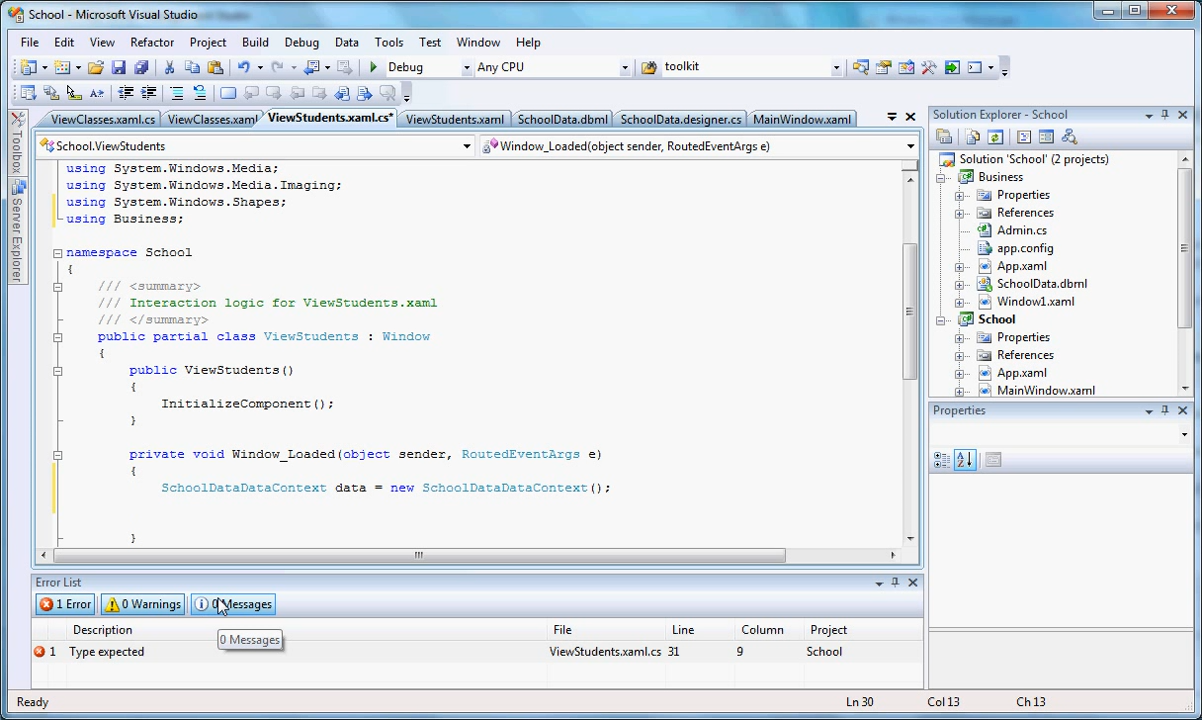 School - Microsoft Visual Studio
File Edit View Refactor Project Build Debug Data Tools Test Window Help
Debug Any CPU toolkit
ViewClasses.xaml.cs ViewClasses.xaml ViewStudents.xaml.cs* ViewStudents.xaml SchoolData.dbml SchoolData.designer.cs MainWindow.xaml
School.ViewStudents Window_Loaded(object sender, RoutedEventArgs e)
Toolbox
Server Explorer
using System.Windows.Media;
using System.Windows.Media.Imaging;
using System.Windows.Shapes;
using Business;
namespace School
{
/// <summary>
/// Interaction logic for ViewStudents.xaml
/// </summary>
public partial class ViewStudents : Window
{
public ViewStudents()
{
InitializeComponent();
}
private void Window_Loaded(object sender, RoutedEventArgs e)
{
SchoolDataDataContext data = new SchoolDataDataContext();
}
Solution Explorer - School
Solution 'School' (2 projects)
Business
Properties
References
Admin.cs
app.config
App.xaml
SchoolData.dbml
Window1.xaml
School
Properties
References
App.xaml
MainWindow.xaml
Properties
Error List
1 Error 0 Warnings 0 Messages
0 Messages
Description File Line Column Project
1 Type expected ViewStudents.xaml.cs 31 9 School
Ready Ln 30 Col 13 Ch 13